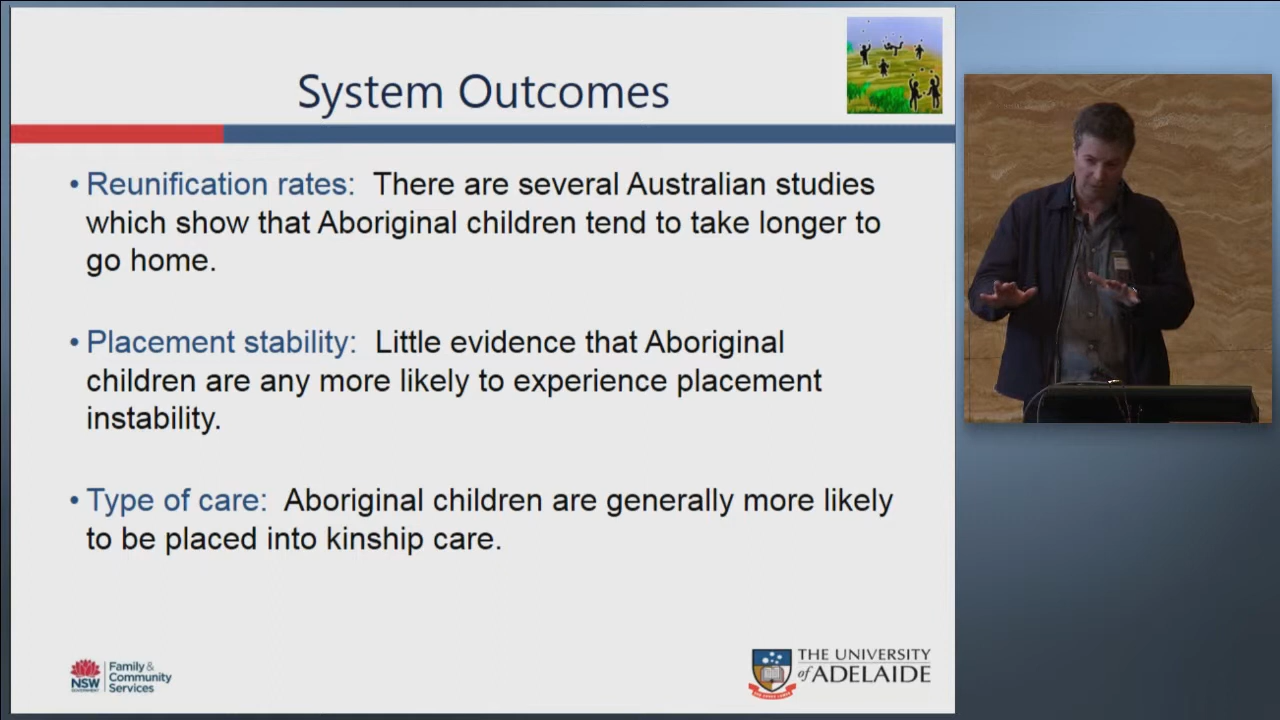 System Outcomes
• Reunification rates: There are several Australian studies
which show that Aboriginal children tend to take longer to
go home.
• Placement stability: Little evidence that Aboriginal
children are any more likely to experience placement
instability.
• Type of care: Aboriginal children are generally more likely
to be placed into kinship care.
NSW
GOVERNMENT
Family &
Community
Services
THE UNIVERSITY
of ADELAIDE